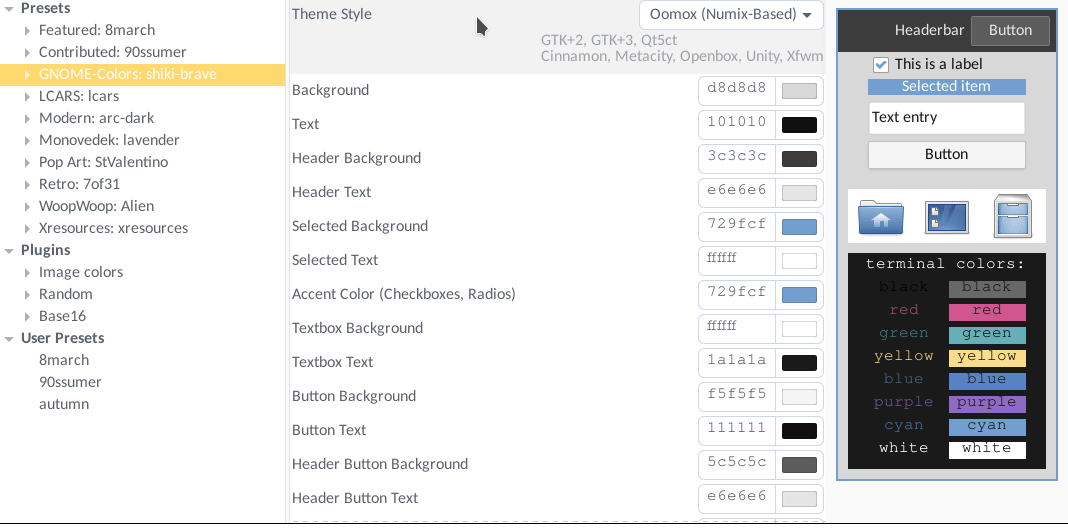 Presets
Featured: 8march
Contributed: 90ssumer
GNOME-Colors: shiki-brave
LCARS: lcars
Modern: arc-dark
Monovedek: lavender
Pop Art: StValentino
Retro: 7of31
WoopWoop: Alien
Xresources: xresources
Plugins
Image colors
Random
Base16
User Presets
8march
90ssumer
autumn
Theme Style
Oomox (Numix-Based)
GTK+2, GTK+3, Qt5ct
Cinnamon, Metacity, Openbox, Unity, Xfwm
Background d8d8d8
Text 101010
Header Background 3c3c3c
Header Text e6e6e6
Selected Background 729fcf
Selected Text ffffff
Accent Color (Checkboxes, Radios) 729fcf
Textbox Background ffffff
Textbox Text 1a1a1a
Button Background f5f5f5
Button Text 111111
Header Button Background 5c5c5c
Header Button Text e6e6e6
Headerbar Button
This is a label
Selected item
Text entry
Button
terminal colors:
black black
red red
green green
yellow yellow
blue blue
purple purple
cyan cyan
white white